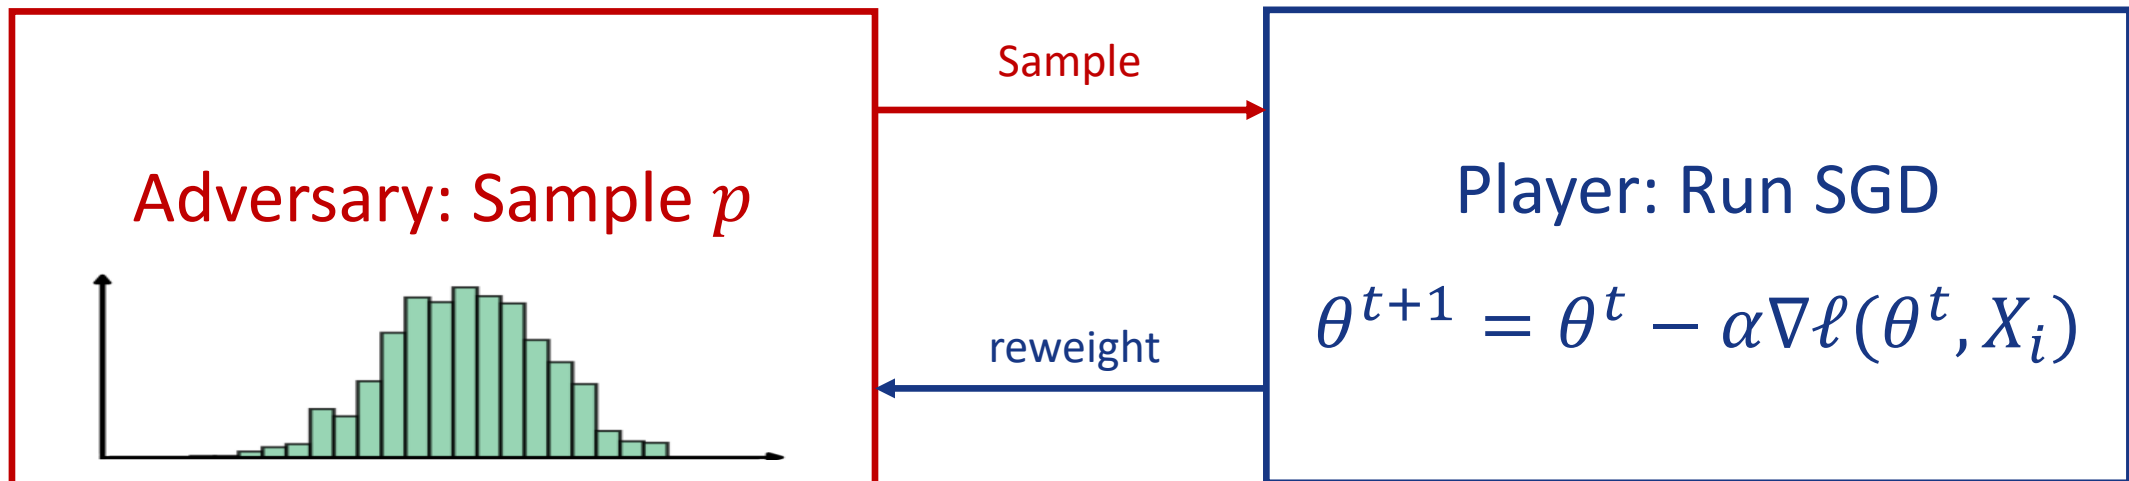 Sample
Adversary: Sample p
Player: Run SGD
θ^{t+1} = θ^t − α∇ℓ(θ^t, X_i)
reweight